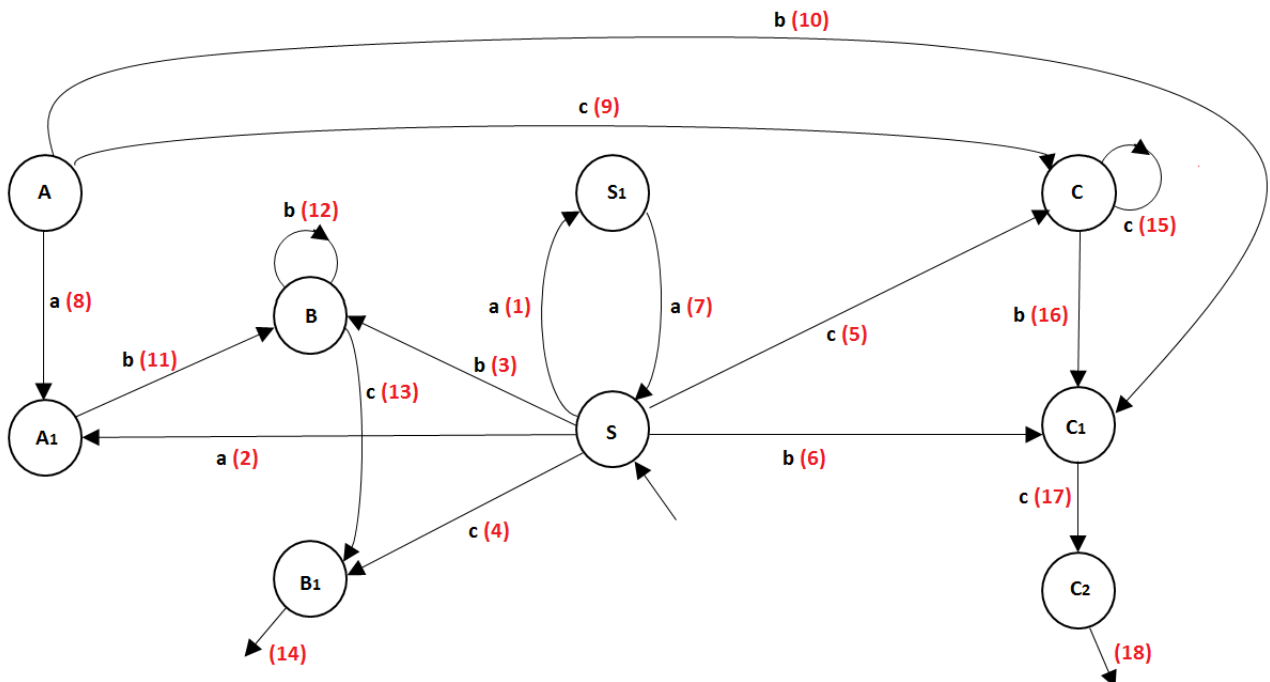 b (10)
c (9)
A
S1
C
b (12)
c (15)
a (8)
B
a (1)
a (7)
b (16)
c (5)
b (11)
b (3)
c (13)
A1
S
C1
a (2)
b (6)
c (17)
c (4)
B1
C2
(14)
(18)